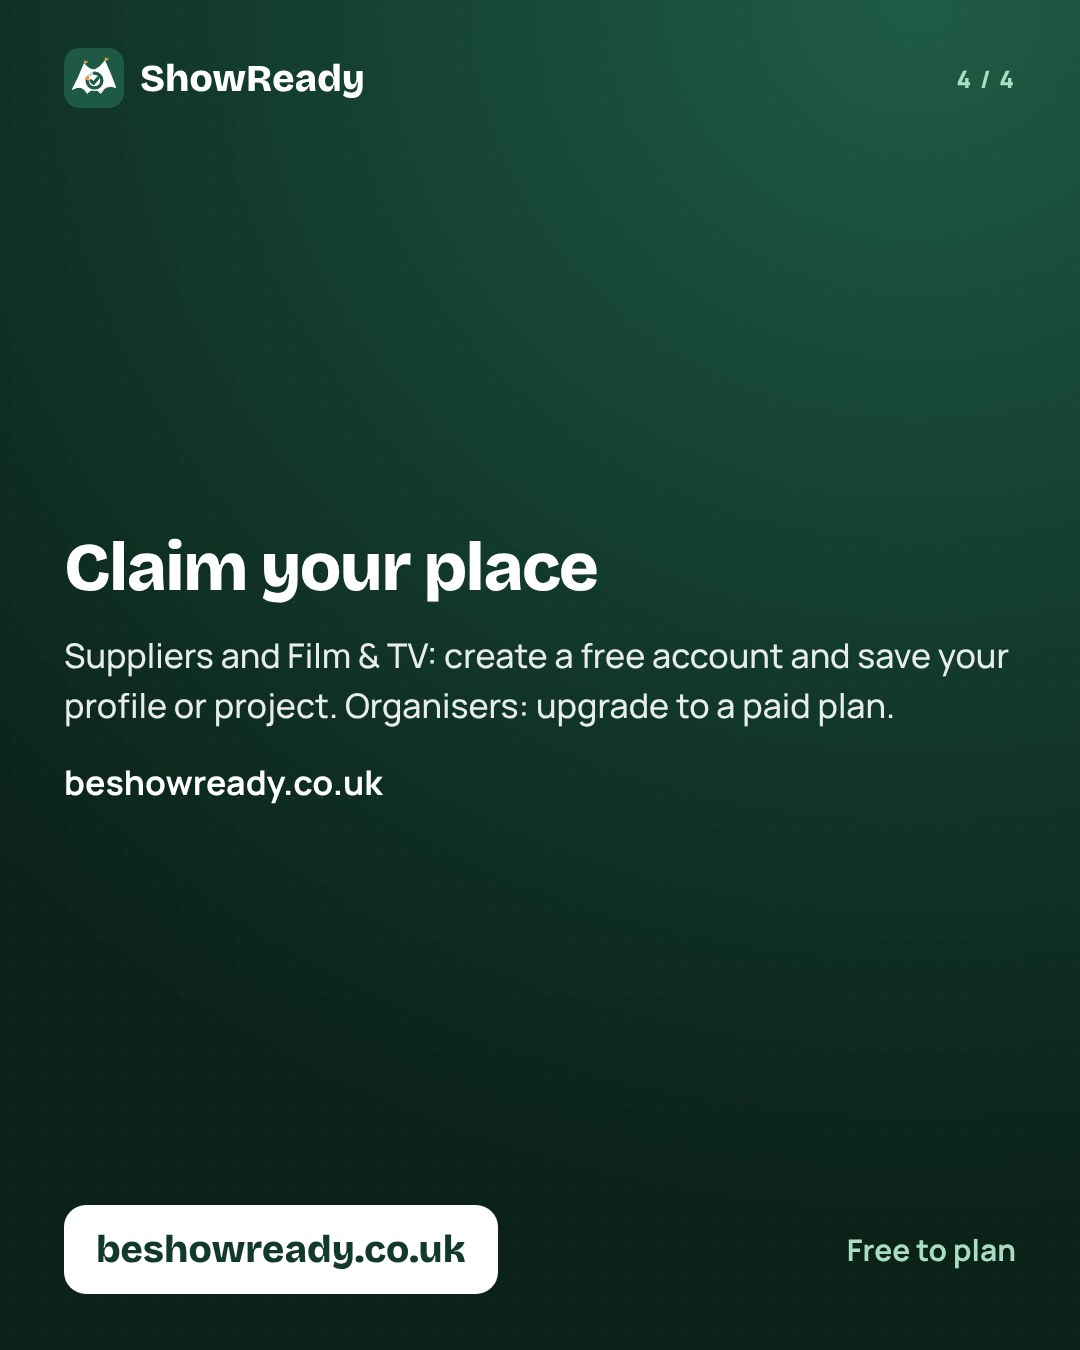 ShowReady
4 / 4
Claim your place
Suppliers and Film & TV: create a free account and save your
profile or project. Organisers: upgrade to a paid plan.
beshowready.co.uk
beshowready.co.uk
Free to plan